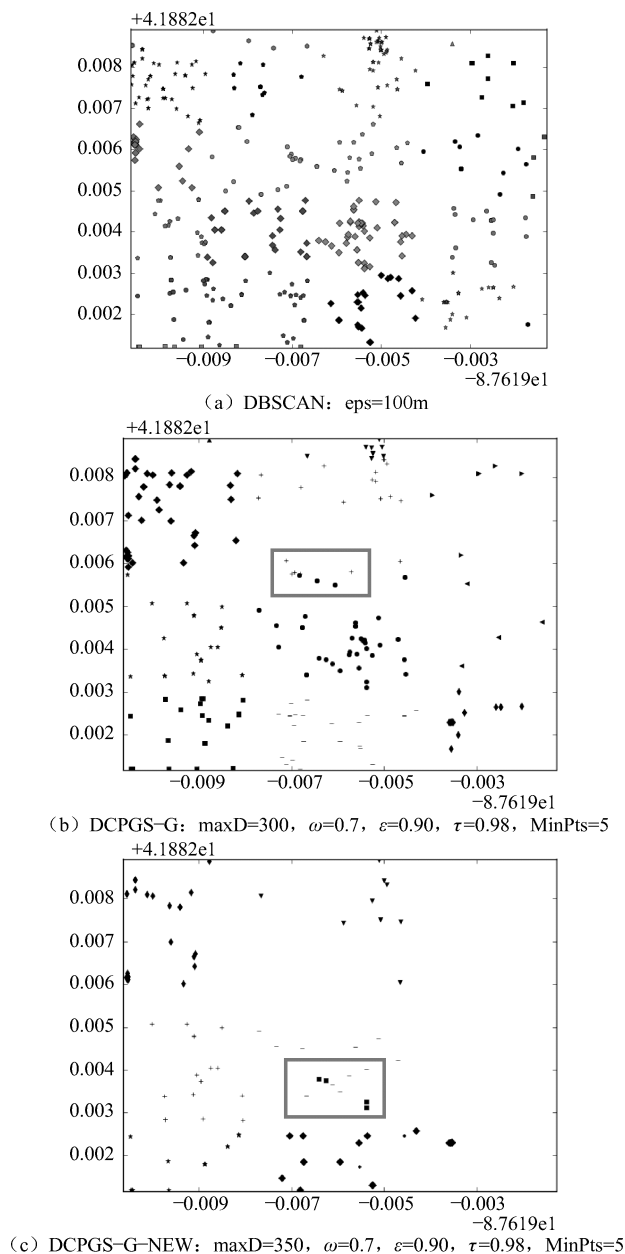 +4.1882e1
0.008
0.007
0.006
0.005
0.004
0.003
0.002
−0.009 −0.007 −0.005 −0.003
−8.7619e1
（a）DBSCAN：eps=100m
+4.1882e1
0.008
0.007
0.006
0.005
0.004
0.003
0.002
−0.009 −0.007 −0.005 −0.003
−8.7619e1
（b）DCPGS−G：maxD=300，ω=0.7，ε=0.90，τ=0.98，MinPts=5
+4.1882e1
0.008
0.007
0.006
0.005
0.004
0.003
0.002
−0.009 −0.007 −0.005 −0.003
−8.7619e1
（c）DCPGS−G−NEW：maxD=350，ω=0.7，ε=0.90，τ=0.98，MinPts=5